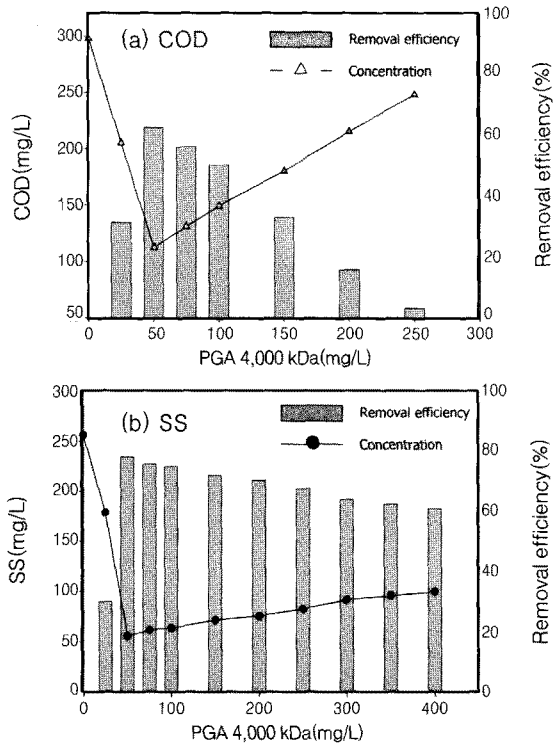 (a) COD
Removal efficiency
Concentration
COD(mg/L)
300
250
200
150
100
50
Removal efficiency(%)
100
80
60
40
20
0
0 50 100 150 200 250 300
PGA 4,000 kDa(mg/L)
(b) SS
Removal efficiency
Concentration
SS(mg/L)
300
250
200
150
100
50
0
Removal efficiency(%)
100
80
60
40
20
0
0 100 200 300 400
PGA 4,000 kDa(mg/L)